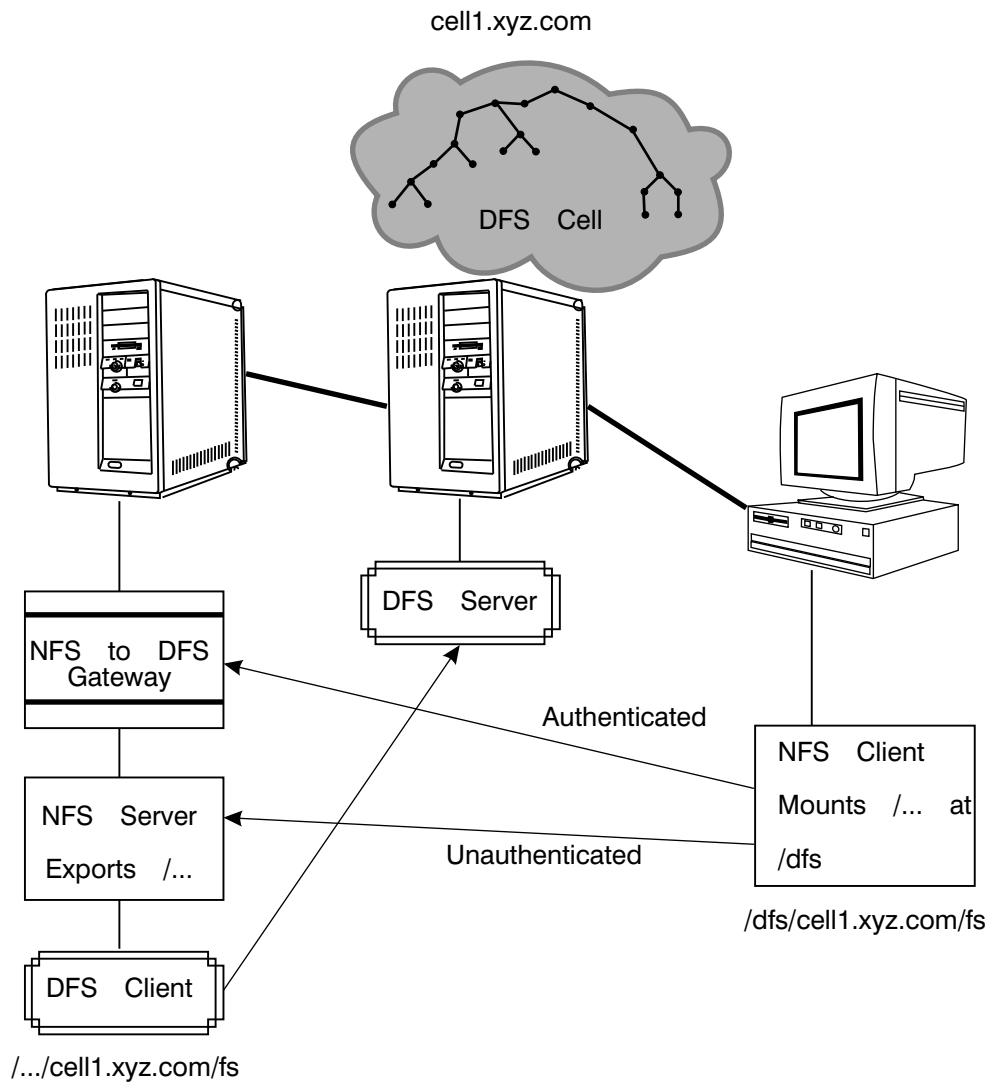 cell1.xyz.com
DFS Cell
DFS Server
NFS to DFS
Gateway
Authenticated
NFS Client
Mounts /... at
/dfs
NFS Server
Exports /...
Unauthenticated
/dfs/cell1.xyz.com/fs
DFS Client
/.../cell1.xyz.com/fs